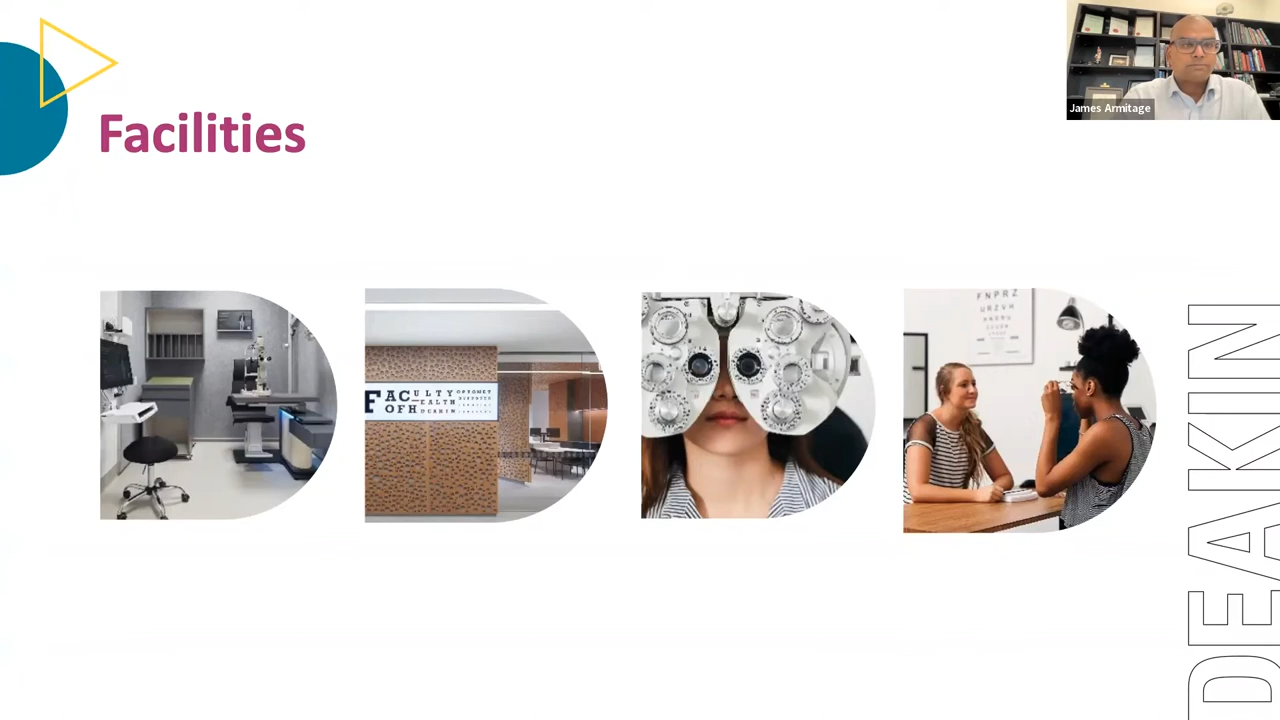 Facilities
James Armitage
FACULTY
OF HEALTH
FNPRZ
DEAKIN